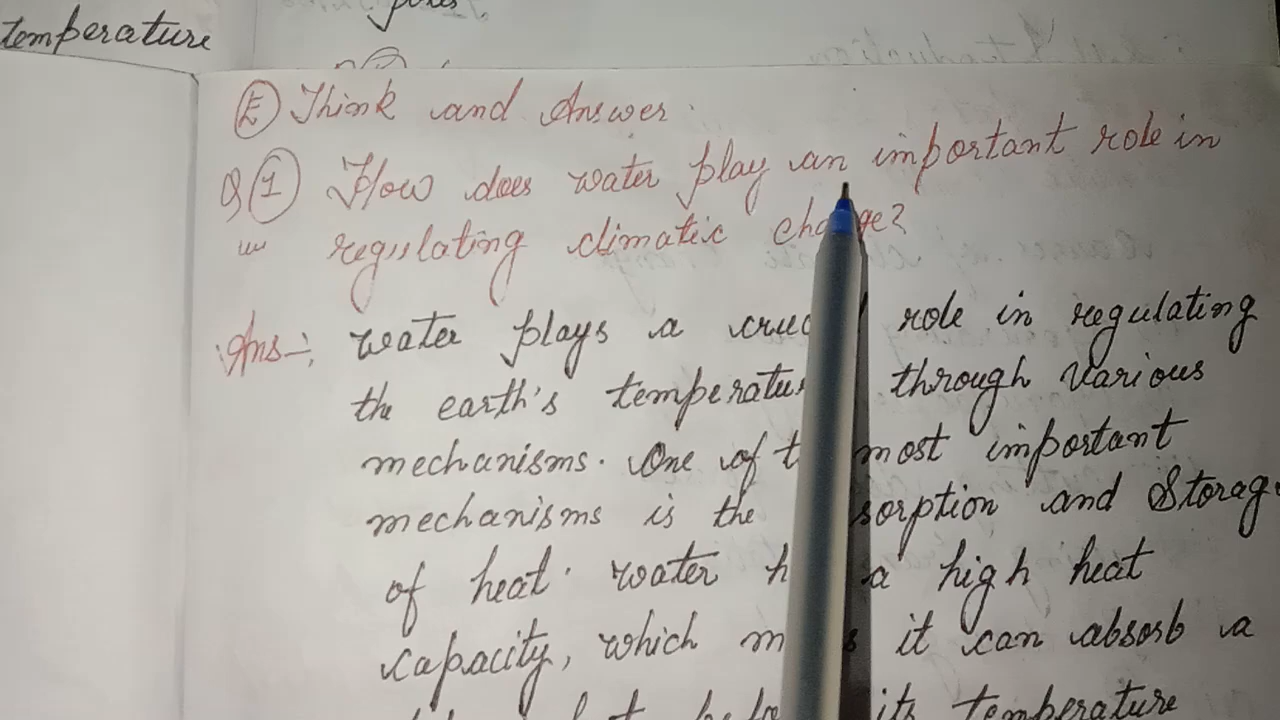 temperature
E Think and Answer.
Q 1 How does water play an important role in
regulating climatic change?
Ans-: water plays a role in regulating
the earth's through various
mechanisms. One of most important
mechanisms is the and
of heat. water a high heat
capacity, which it can absorb a
its temperature